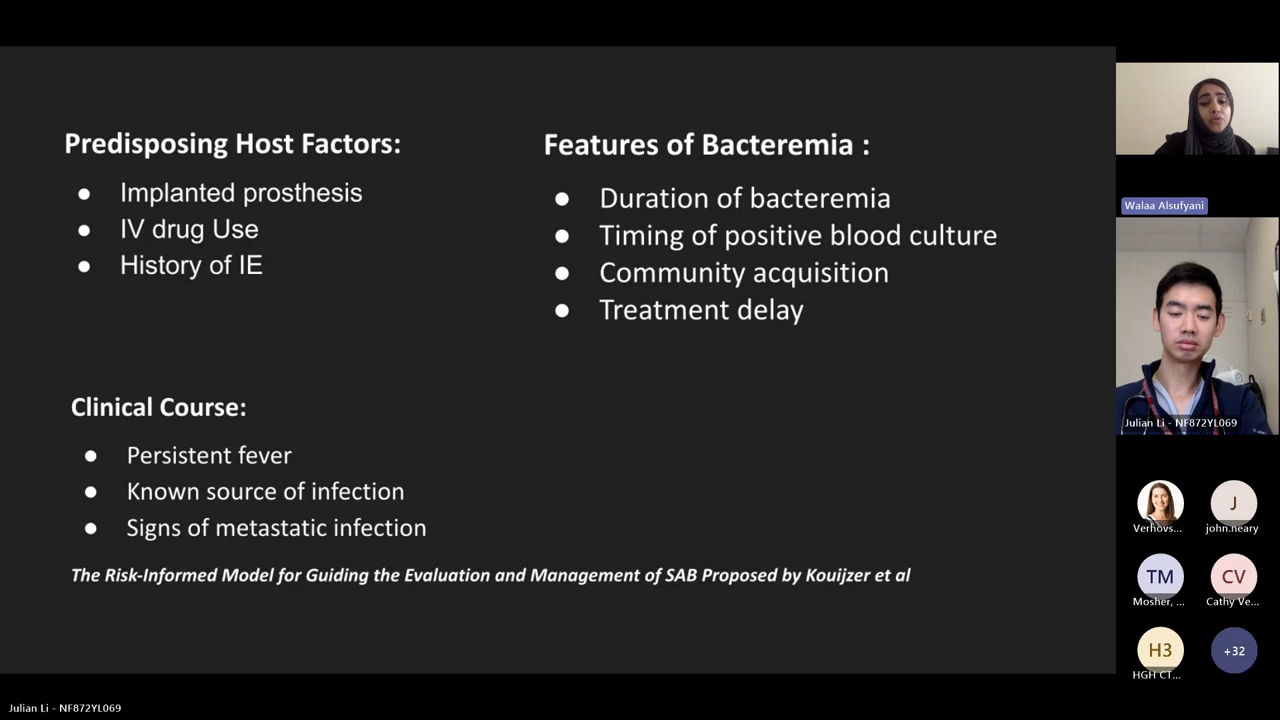 Predisposing Host Factors:
● Implanted prosthesis
● IV drug Use
● History of IE
Features of Bacteremia :
● Duration of bacteremia
● Timing of positive blood culture
● Community acquisition
● Treatment delay
Clinical Course:
● Persistent fever
● Known source of infection
● Signs of metastatic infection
The Risk-Informed Model for Guiding the Evaluation and Management of SAB Proposed by Kouijzer et al
Walaa Alsufyani
Julian Li - NF872YL069
Verhovs...
J
john.neary
TM
Mosher, ...
CV
Cathy Ve...
H3
HGH CT...
+32
Julian Li - NF872YL069